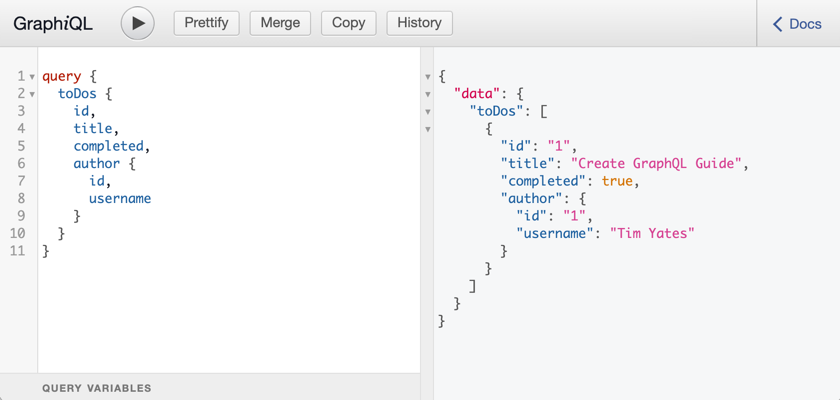 GraphiQL Prettify Merge Copy History Docs
1 query {
2 toDos {
3 id,
4 title,
5 completed,
6 author {
7 id,
8 username
9 }
10 }
11 }
QUERY VARIABLES
{
"data": {
"toDos": [
{
"id": "1",
"title": "Create GraphQL Guide",
"completed": true,
"author": {
"id": "1",
"username": "Tim Yates"
}
}
]
}
}